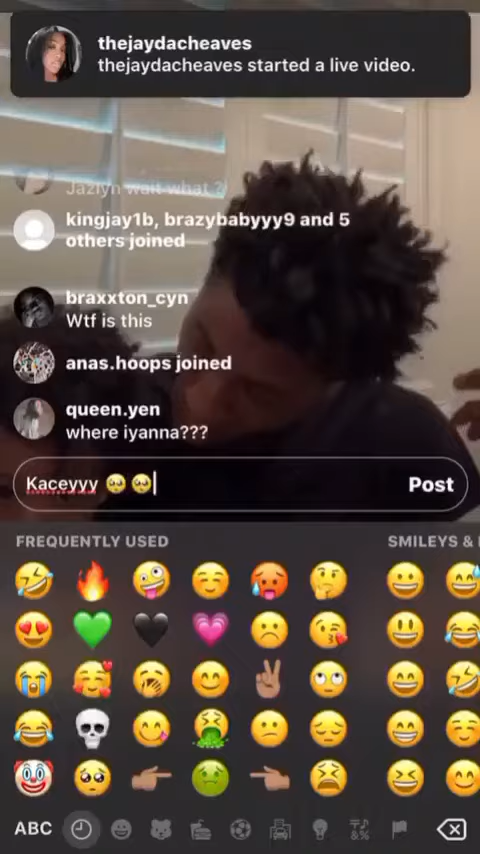 thejaydacheaves
thejaydacheaves started a live video.
Jazlyn wait what ?
kingjay1b, brazybabyyy9 and 5
others joined
braxxton_cyn
Wtf is this
anas.hoops joined
queen.yen
where iyanna???
Kaceyyy 🥺 🥺
Post
FREQUENTLY USED
SMILEYS &
ABC